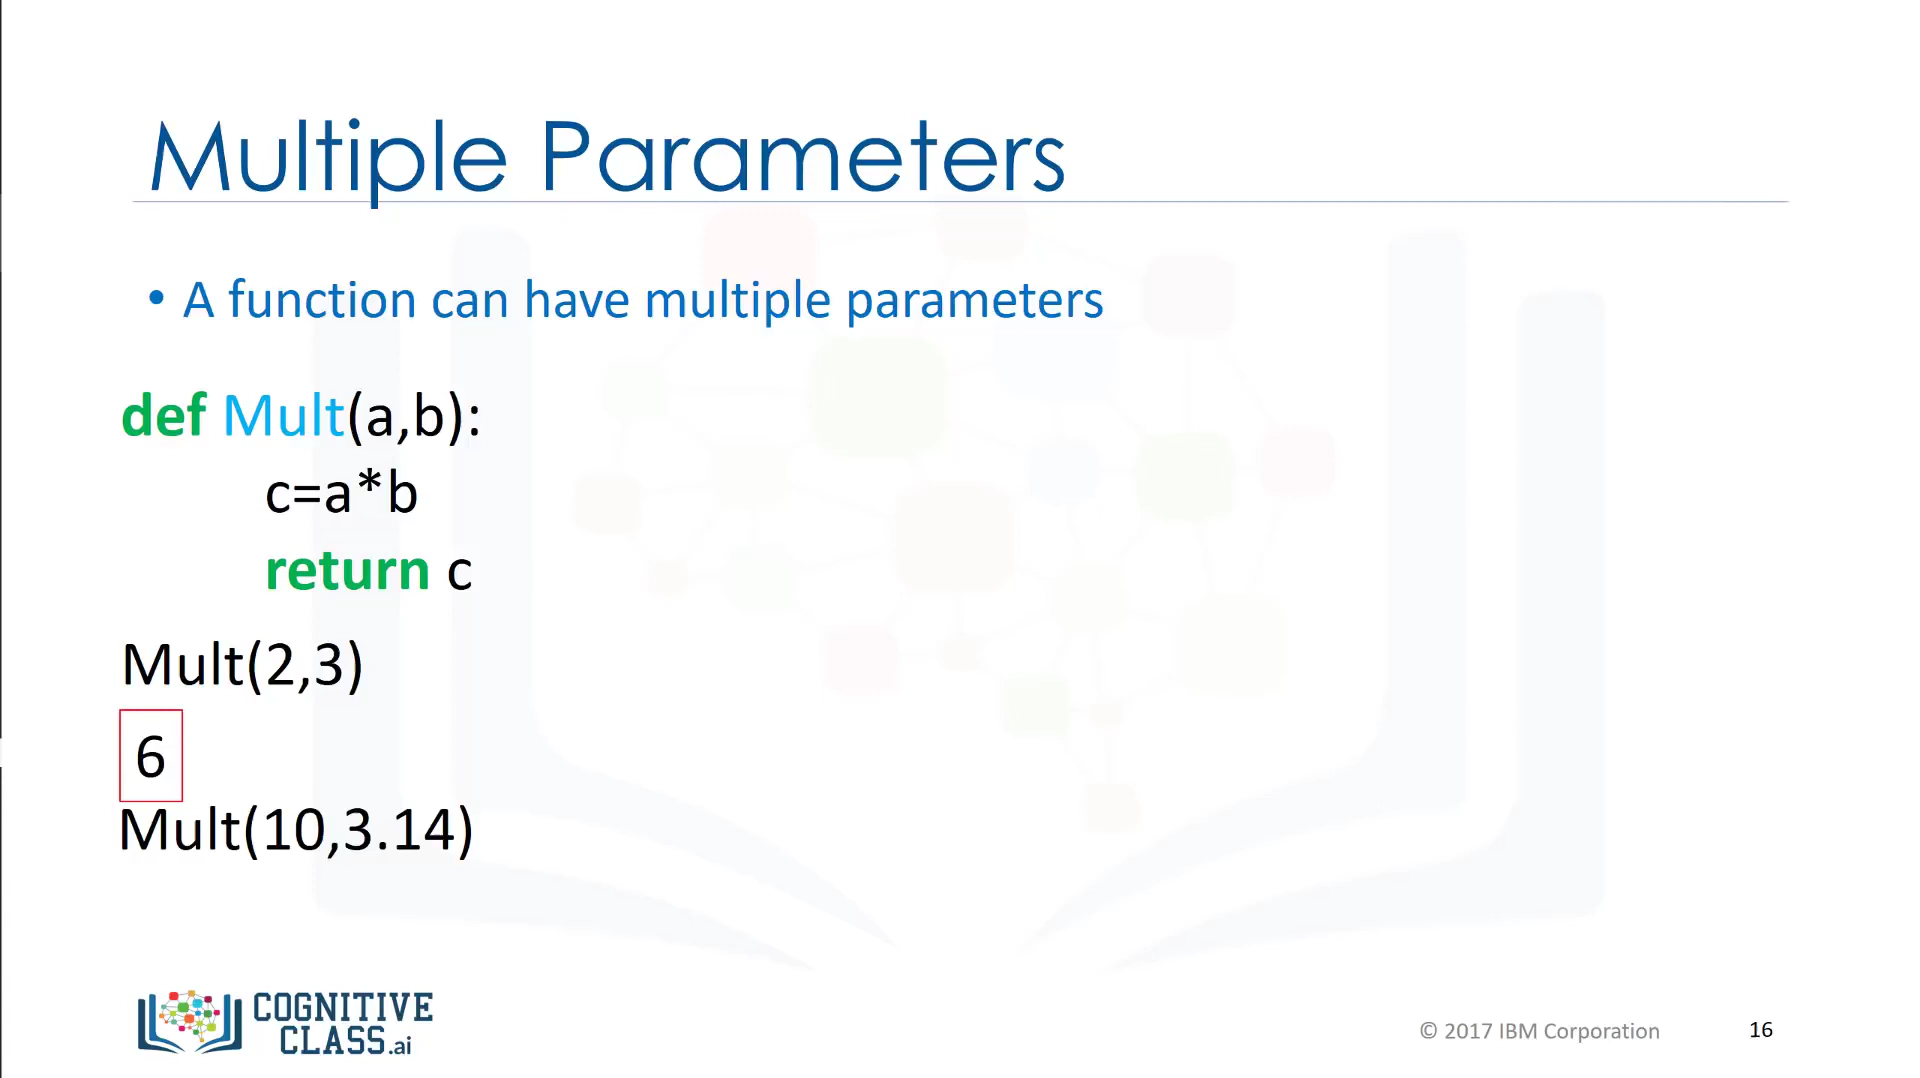 Multiple Parameters
• A function can have multiple parameters
def Mult(a,b):
c=a*b
return c
Mult(2,3)
6
Mult(10,3.14)
COGNITIVE
CLASS.ai
© 2017 IBM Corporation
16